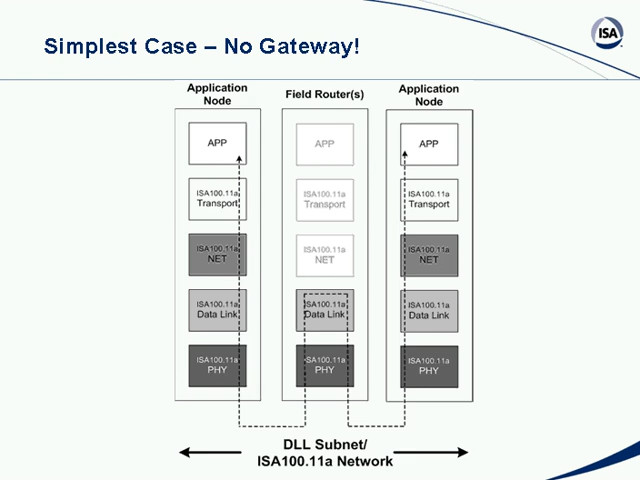 Simplest Case – No Gateway!
ISA
Application
Node
Field Router(s)
Application
Node
APP
APP
APP
ISA100.11a
Transport
ISA100.11a
Transport
ISA100.11a
Transport
ISA100.11a
NET
ISA100.11a
NET
ISA100.11a
NET
ISA100.11a
Data Link
ISA100.11a
Data Link
ISA100.11a
Data Link
ISA100.11a
PHY
ISA100.11a
PHY
ISA100.11a
PHY
DLL Subnet/
ISA100.11a Network